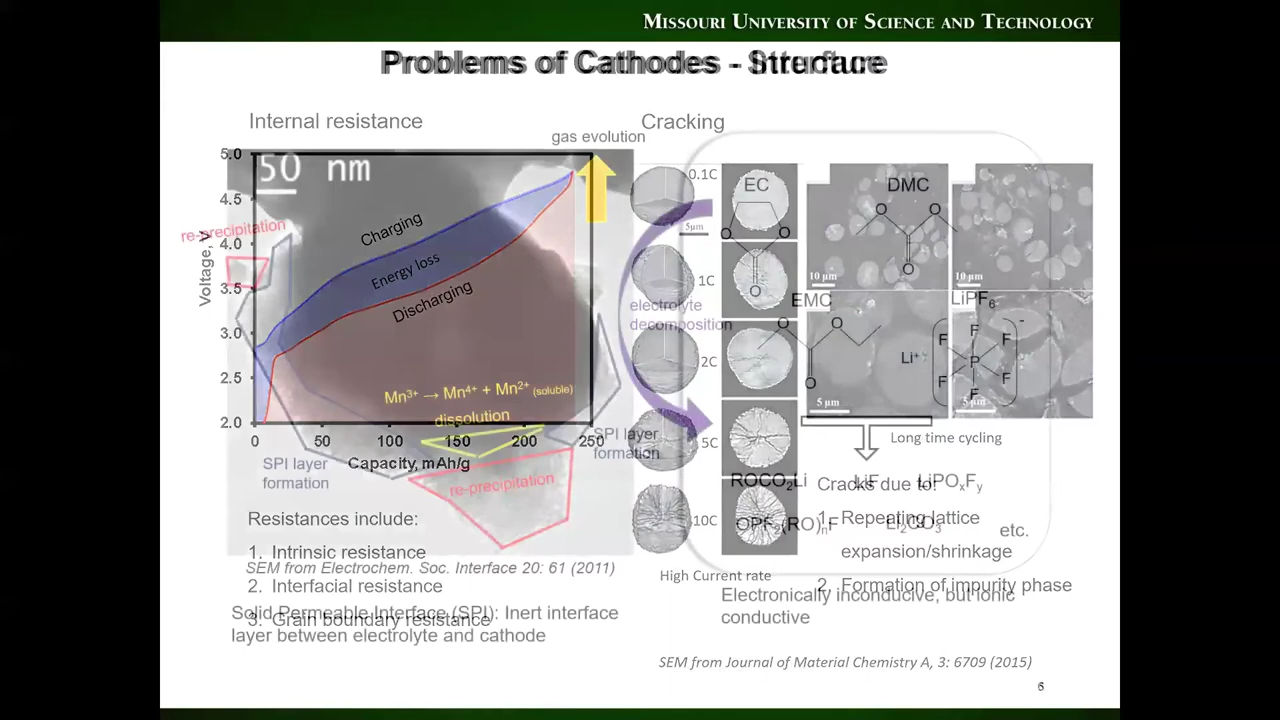 MISSOURI UNIVERSITY OF SCIENCE AND TECHNOLOGY
Problems of Cathodes -
Internal resistance
Cracking
gas evolution
50 nm
5.0
4.5
4.0
3.5
3.0
2.5
2.0
Voltage, V
0
50
100
150
200
250
Capacity, mAh/g
Charging
Energy loss
Discharging
re-precipitation
Mn³⁺ → Mn⁴⁺ + Mn²⁺ (soluble)
dissolution
SPI layer
formation
SPI layer
formation
re-precipitation
electrolyte
decomposition
Resistances include:
1. Intrinsic resistance
2. Interfacial resistance
3. Grain boundary resistance
SEM from Electrochem. Soc. Interface 20: 61 (2011)
Solid Permeable Interface (SPI): Inert interface
layer between electrolyte and cathode
0.1C
5µm
1C
2C
5C
10C
High Current rate
EC
O
O
O
DMC
O
O
O
EMC
O
O
O
LiPF₆
Li⁺
F
F
F
P
F
F
F
-
10 µm
10 µm
5 µm
5 µm
Long time cycling
ROCO₂Li
LiF
LiPOₓFᵧ
OPF₂(RO)ₙF
Li₂CO₃
etc.
Cracks due to:
1. Repeating lattice
expansion/shrinkage
2. Formation of impurity phase
Electronically inconducive, but ionic
conductive
SEM from Journal of Material Chemistry A, 3: 6709 (2015)